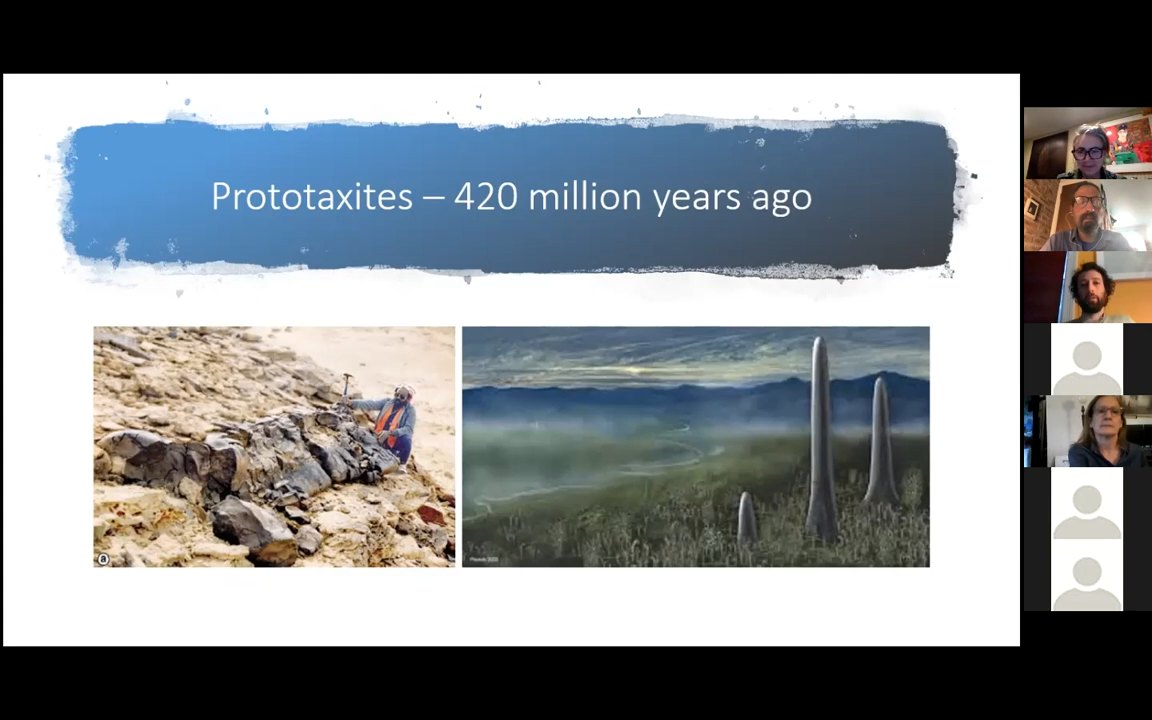 Prototaxites – 420 million years ago
a